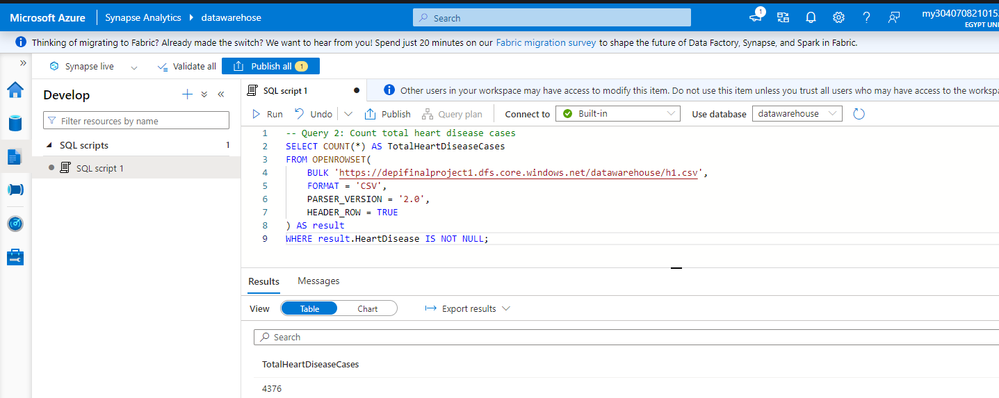 Microsoft Azure
Synapse Analytics
datawarehose
Search
1
my3040708210152
EGYPT UNI
Thinking of migrating to Fabric? Already made the switch? We want to hear from you! Spend just 20 minutes on our Fabric migration survey to shape the future of Data Factory, Synapse, and Spark in Fabric.
Synapse live
Validate all
Publish all 1
Develop
Filter resources by name
SQL scripts 1
SQL script 1
SQL script 1
Other users in your workspace may have access to modify this item. Do not use this item unless you trust all users who may have access to the workspa
Run
Undo
Publish
Query plan
Connect to
Built-in
Use database
datawarehouse
1 -- Query 2: Count total heart disease cases
2 SELECT COUNT(*) AS TotalHeartDiseaseCases
3 FROM OPENROWSET(
4 BULK 'https://depifinalproject1.dfs.core.windows.net/datawarehouse/h1.csv',
5 FORMAT = 'CSV',
6 PARSER_VERSION = '2.0',
7 HEADER_ROW = TRUE
8 ) AS result
9 WHERE result.HeartDisease IS NOT NULL;
Results
Messages
View
Table
Chart
Export results
Search
TotalHeartDiseaseCases
4376